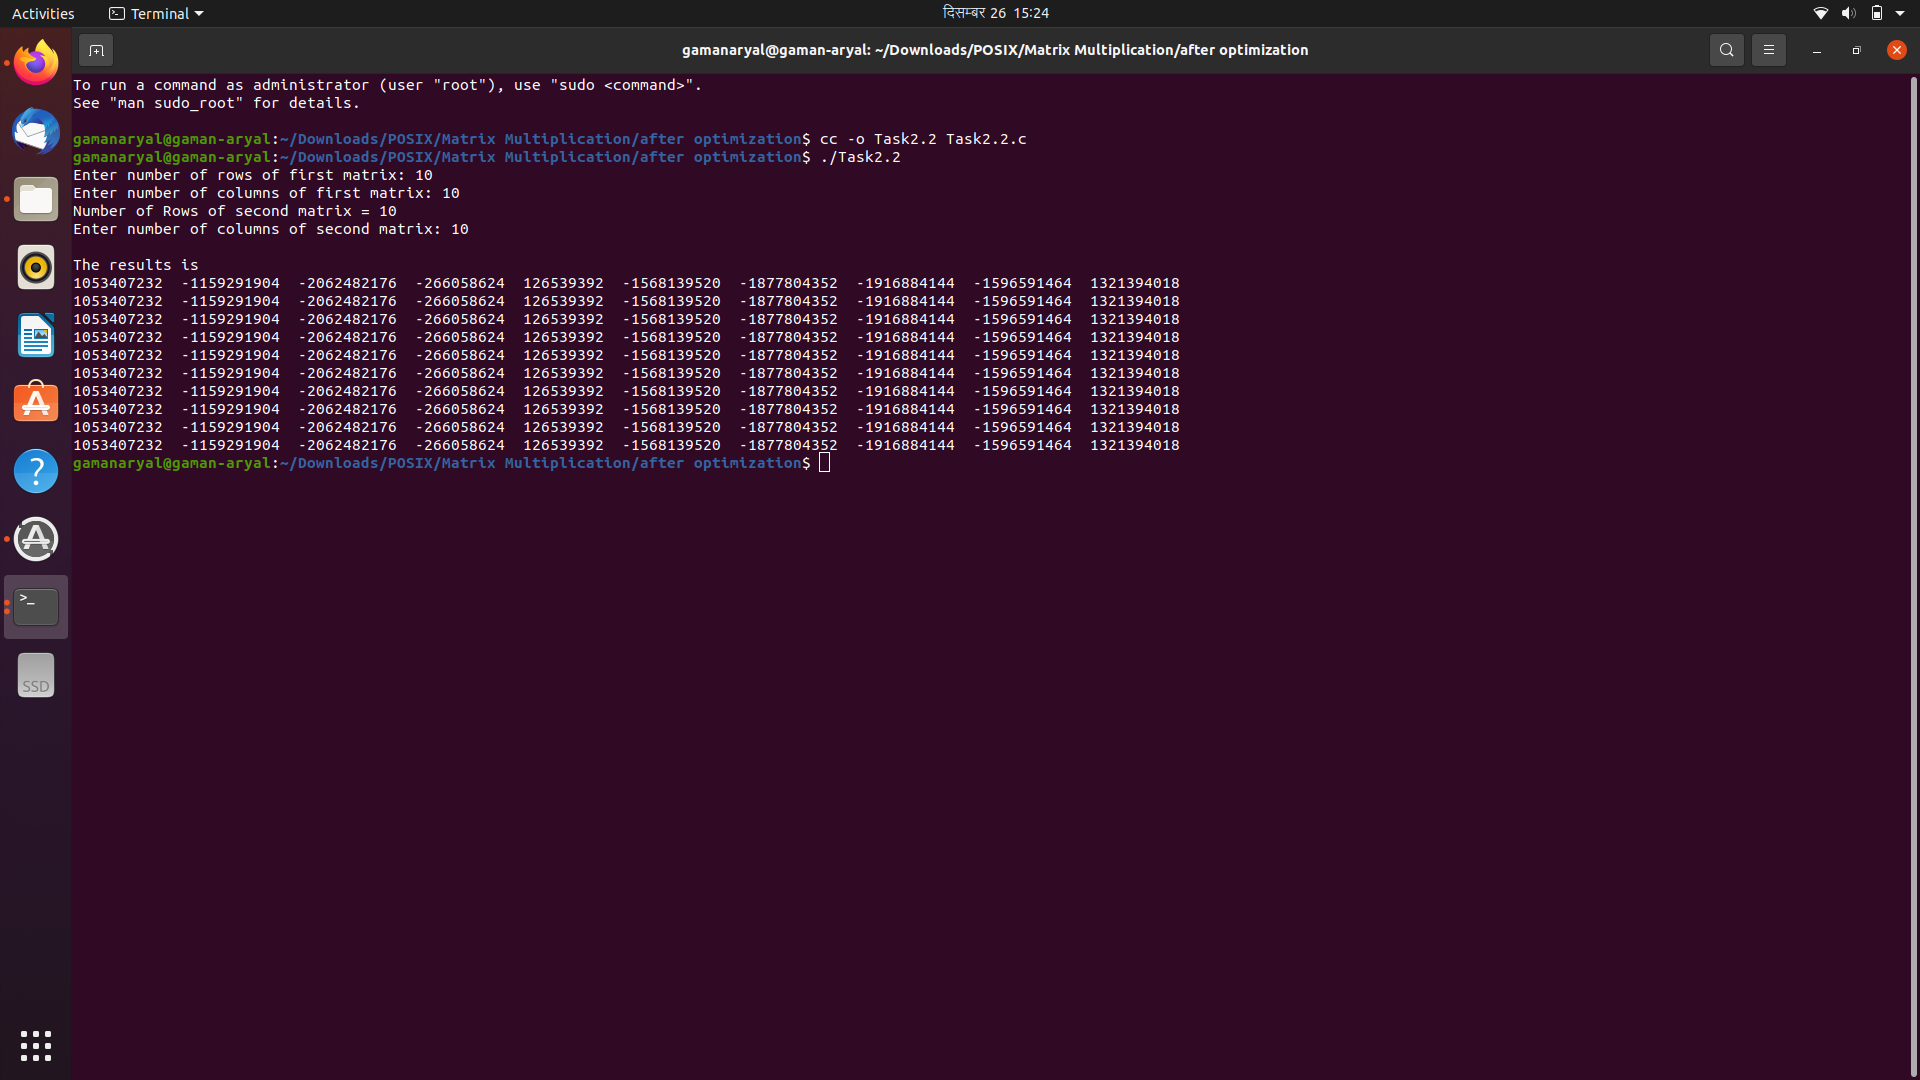 Activities
Terminal
दिसम्बर 26 15:24
gamanaryal@gaman-aryal: ~/Downloads/POSIX/Matrix Multiplication/after optimization
To run a command as administrator (user "root"), use "sudo <command>".
See "man sudo_root" for details.
gamanaryal@gaman-aryal:~/Downloads/POSIX/Matrix Multiplication/after optimization$ cc -o Task2.2 Task2.2.c
gamanaryal@gaman-aryal:~/Downloads/POSIX/Matrix Multiplication/after optimization$ ./Task2.2
Enter number of rows of first matrix: 10
Enter number of columns of first matrix: 10
Number of Rows of second matrix = 10
Enter number of columns of second matrix: 10
The results is
1053407232  -1159291904  -2062482176  -266058624  126539392  -1568139520  -1877804352  -1916884144  -1596591464  1321394018
1053407232  -1159291904  -2062482176  -266058624  126539392  -1568139520  -1877804352  -1916884144  -1596591464  1321394018
1053407232  -1159291904  -2062482176  -266058624  126539392  -1568139520  -1877804352  -1916884144  -1596591464  1321394018
1053407232  -1159291904  -2062482176  -266058624  126539392  -1568139520  -1877804352  -1916884144  -1596591464  1321394018
1053407232  -1159291904  -2062482176  -266058624  126539392  -1568139520  -1877804352  -1916884144  -1596591464  1321394018
1053407232  -1159291904  -2062482176  -266058624  126539392  -1568139520  -1877804352  -1916884144  -1596591464  1321394018
1053407232  -1159291904  -2062482176  -266058624  126539392  -1568139520  -1877804352  -1916884144  -1596591464  1321394018
1053407232  -1159291904  -2062482176  -266058624  126539392  -1568139520  -1877804352  -1916884144  -1596591464  1321394018
1053407232  -1159291904  -2062482176  -266058624  126539392  -1568139520  -1877804352  -1916884144  -1596591464  1321394018
1053407232  -1159291904  -2062482176  -266058624  126539392  -1568139520  -1877804352  -1916884144  -1596591464  1321394018
gamanaryal@gaman-aryal:~/Downloads/POSIX/Matrix Multiplication/after optimization$
SSD